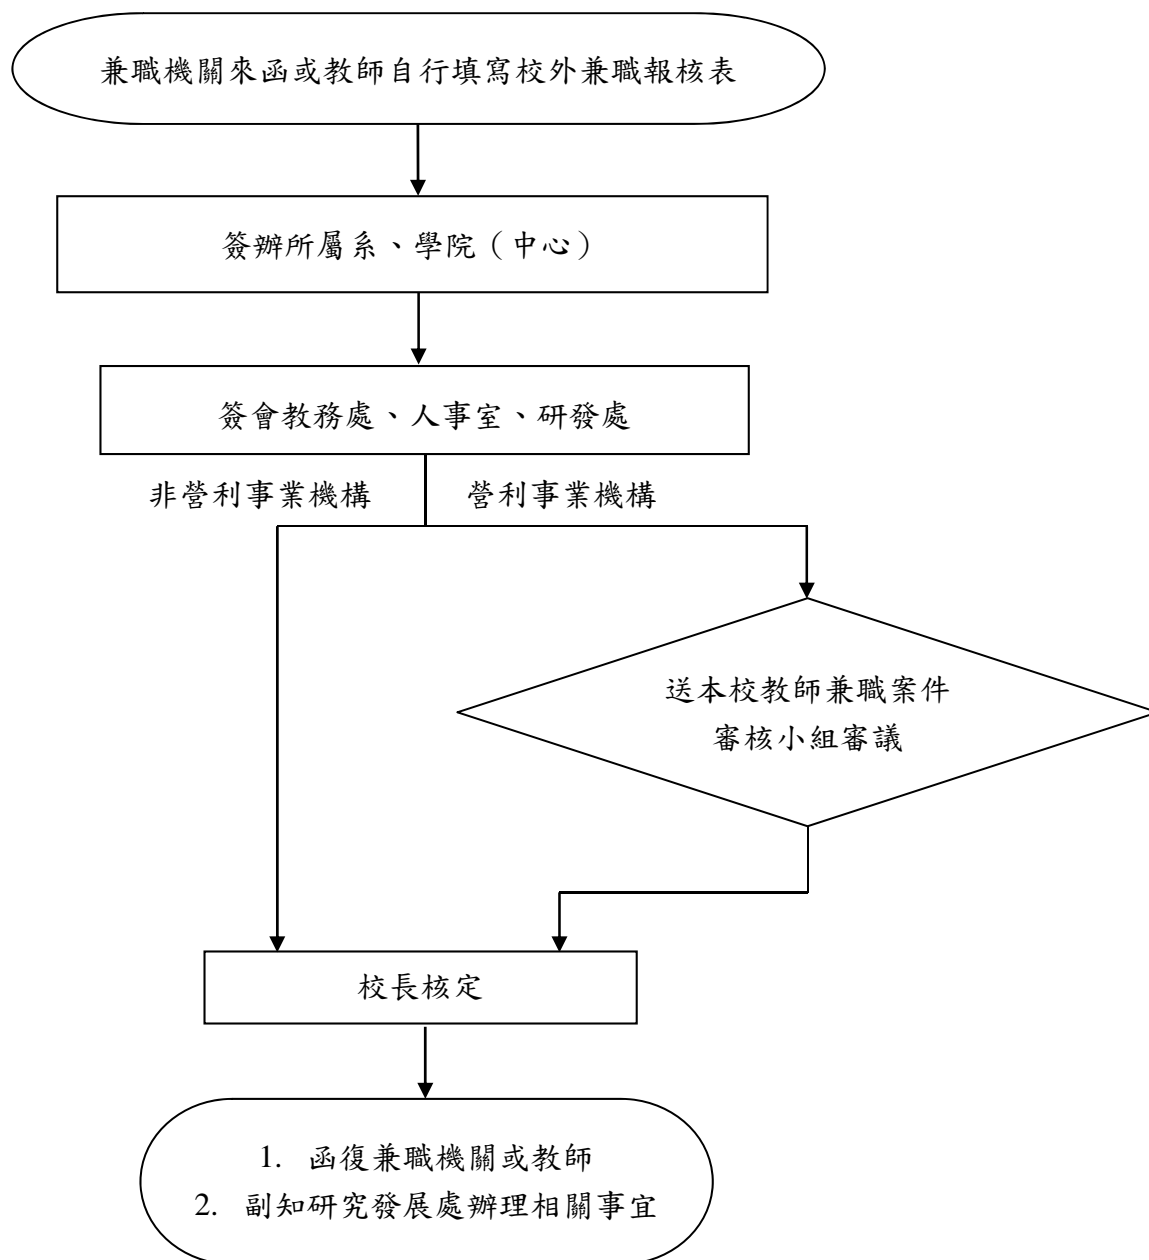 兼職機關來函或教師自行填寫校外兼職報核表
簽辦所屬系、學院（中心）
簽會教務處、人事室、研發處
非營利事業機構
營利事業機構
送本校教師兼職案件
審核小組審議
校長核定
1. 函復兼職機關或教師
2. 副知研究發展處辦理相關事宜